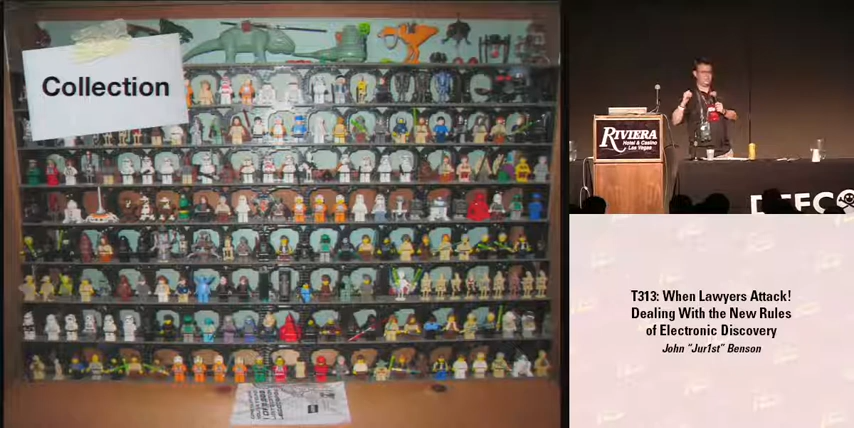 Collection
RIVIERA
Hotel & Casino
Las Vegas
DEFCO
T313: When Lawyers Attack!
Dealing With the New Rules
of Electronic Discovery
John "Jur1st" Benson